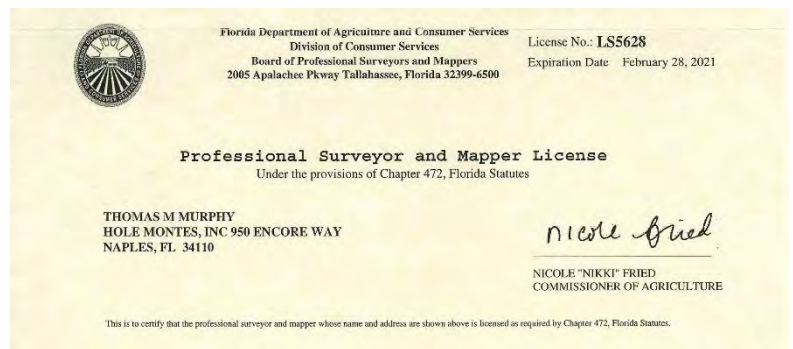 Florida Department of Agriculture and Consumer Services
Division of Consumer Services
Board of Professional Surveyors and Mappers
2005 Apalachee Pkway Tallahassee, Florida 32399-6500
License No.: LS5628
Expiration Date February 28, 2021
Professional Surveyor and Mapper License
Under the provisions of Chapter 472, Florida Statutes
THOMAS M MURPHY
HOLE MONTES, INC 950 ENCORE WAY
NAPLES, FL 34110
Nicole Fried
NICOLE "NIKKI" FRIED
COMMISSIONER OF AGRICULTURE
This is to certify that the professional surveyor and mapper whose name and address are shown above is licensed as required by Chapter 472, Florida Statutes.